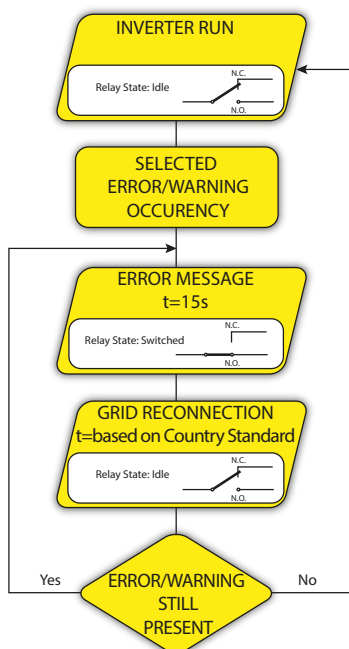 INVERTER RUN
N.C.
Relay State: Idle
N.O.
SELECTED
ERROR/WARNING
OCCURENCY
ERROR MESSAGE
t=15s
N.C.
Relay State: Switched
N.O.
GRID RECONNECTION
t=based on Country Standard
N.C.
Relay State: Idle
N.O.
Yes
ERROR/WARNING
No
STILL
PRESENT